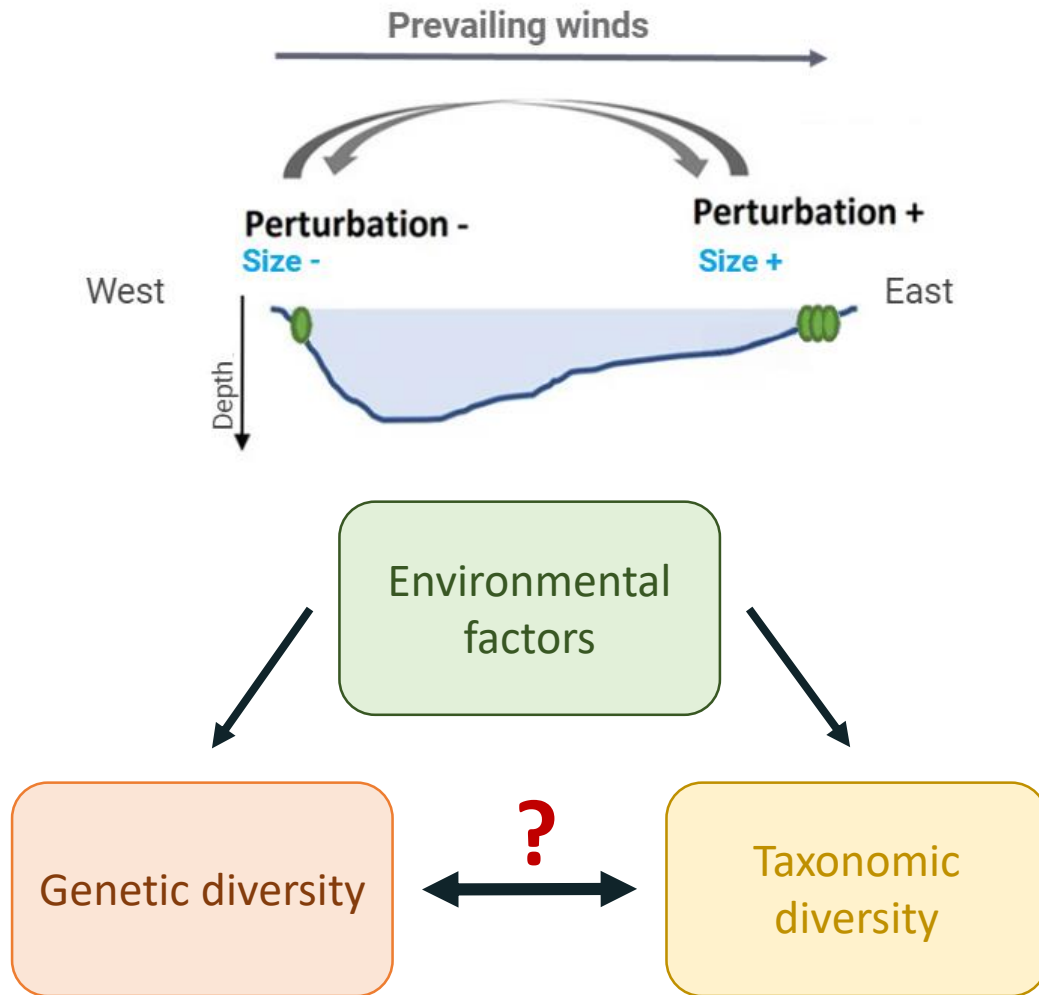 Prevailing winds
Perturbation -
Perturbation +
Size -
Size +
West
East
Depth
Environmental
factors
?
Genetic diversity
Taxonomic
diversity